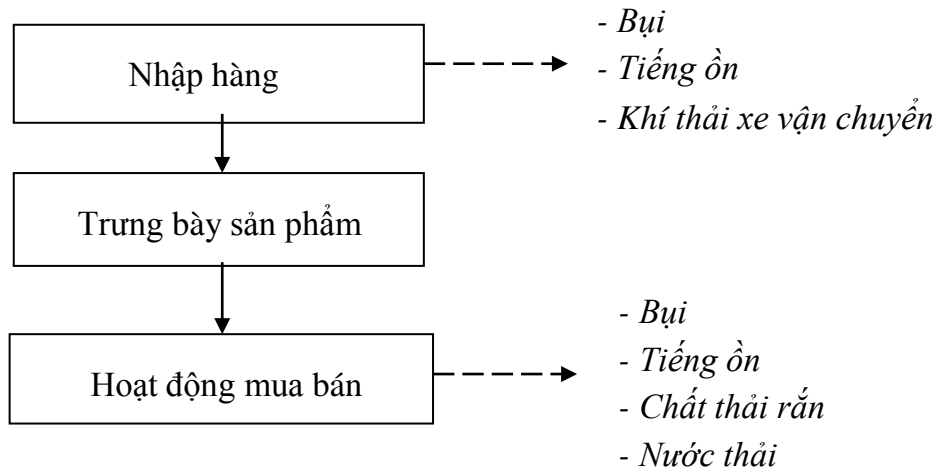 Nhập hàng
- Bụi
- Tiếng ồn
- Khí thải xe vận chuyển
Trưng bày sản phẩm
Hoạt động mua bán
- Bụi
- Tiếng ồn
- Chất thải rắn
- Nước thải